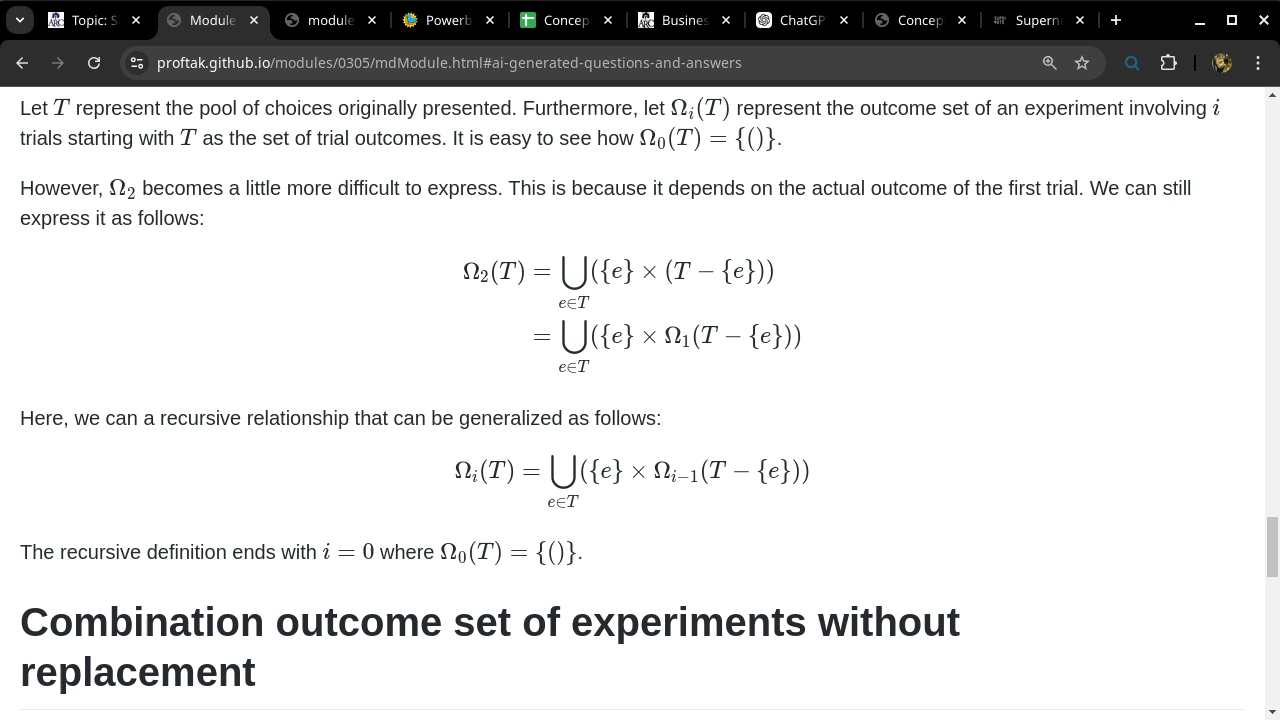 Topic: S
Module
module
Powerb
Concep
Busines
ChatGP
Concep
Supern
proftak.github.io/modules/0305/mdModule.html#ai-generated-questions-and-answers
Let T represent the pool of choices originally presented. Furthermore, let Ωᵢ(T) represent the outcome set of an experiment involving i
trials starting with T as the set of trial outcomes. It is easy to see how Ω₀(T) = {()}.
However, Ω₂ becomes a little more difficult to express. This is because it depends on the actual outcome of the first trial. We can still
express it as follows:
Ω₂(T) = ⋃ ({e} × (T − {e}))
e∈T
= ⋃ ({e} × Ω₁(T − {e}))
e∈T
Here, we can a recursive relationship that can be generalized as follows:
Ωᵢ(T) = ⋃ ({e} × Ωᵢ₋₁(T − {e}))
e∈T
The recursive definition ends with i = 0 where Ω₀(T) = {()}.
Combination outcome set of experiments without
replacement